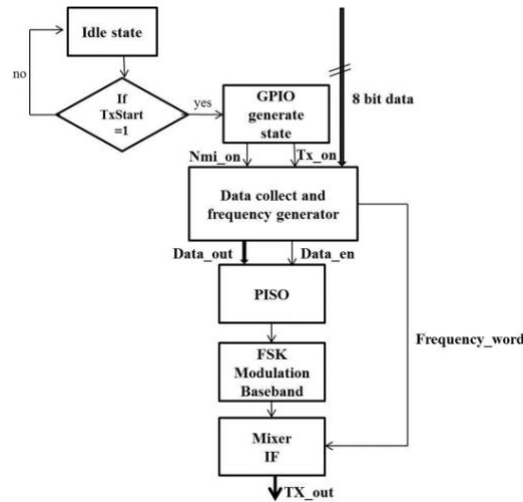 Idle state
no
If
TxStart
=1
yes
GPIO
generate
state
8 bit data
Nmi_on
Tx_on
Data collect and
frequency generator
Data_out
Data_en
PISO
Frequency_word
FSK
Modulation
Baseband
Mixer
IF
TX_out